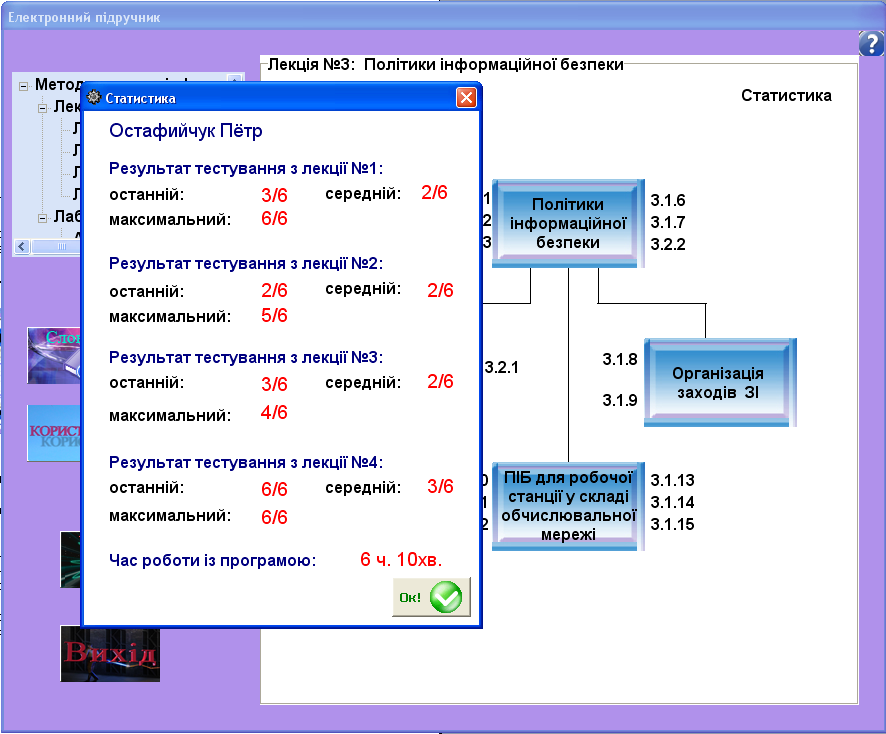 Електронний підручник
?
Лекція №3: Політики інформаційної безпеки
Статистика
Статистика
Остафийчук Пётр
Результат тестування з лекції №1:
останній: 3/6 середній: 2/6
максимальний: 6/6
Результат тестування з лекції №2:
останній: 2/6 середній: 2/6
максимальний: 5/6
Результат тестування з лекції №3:
останній: 3/6 середній: 2/6
максимальний: 4/6
Результат тестування з лекції №4:
останній: 6/6 середній: 3/6
максимальний: 6/6
Час роботи із програмою: 6 ч. 10хв.
Ок!
Політики
інформаційної
безпеки
3.1.6
3.1.7
3.2.2
3.2.1
3.1.8
3.1.9
Організація
заходів ЗІ
ПІБ для робочої
станції у складі
обчислювальної
мережі
3.1.13
3.1.14
3.1.15
Вихід